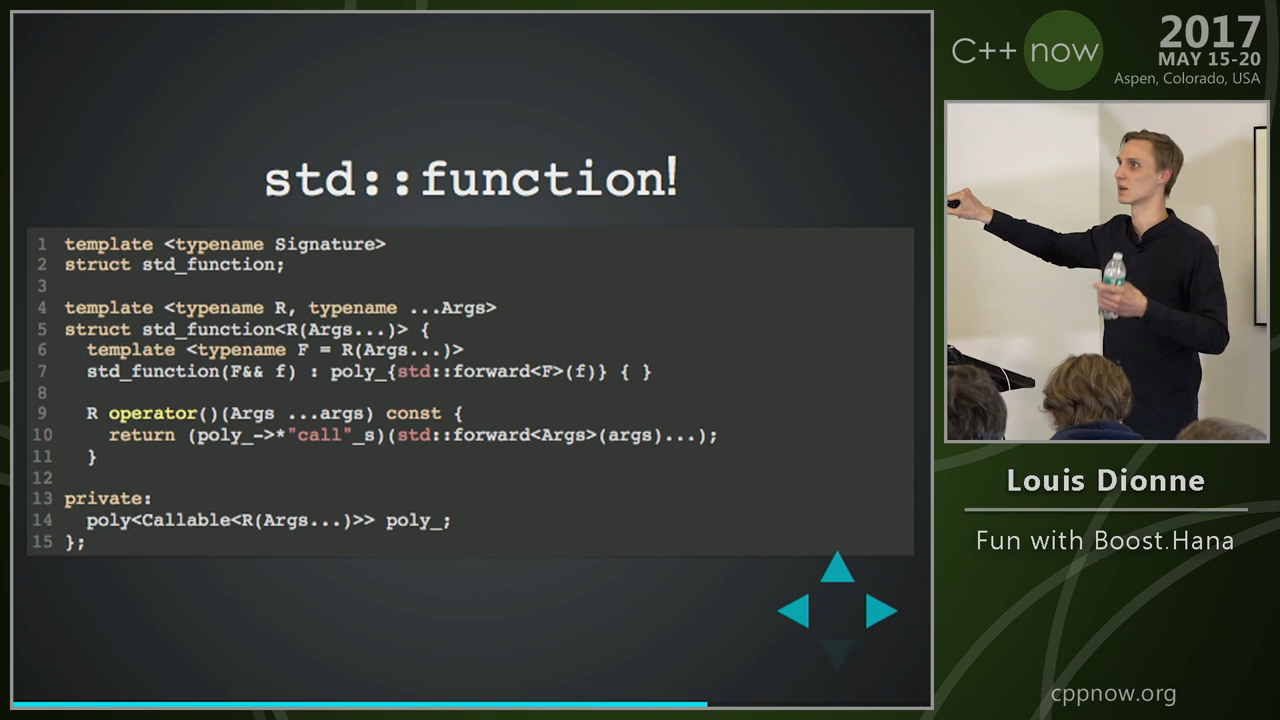 std::function!
1 template <typename Signature>
2 struct std_function;
3
4 template <typename R, typename ...Args>
5 struct std_function<R(Args...)> {
6   template <typename F = R(Args...)>
7   std_function(F&& f) : poly_{std::forward<F>(f)} { }
8
9   R operator()(Args ...args) const {
10     return (poly_->*"call"_s)(std::forward<Args>(args)...);
11   }
12
13 private:
14   poly<Callable<R(Args...)>> poly_;
15 };
C++ now
2017
MAY 15-20
Aspen, Colorado, USA
Louis Dionne
Fun with Boost.Hana
cppnow.org